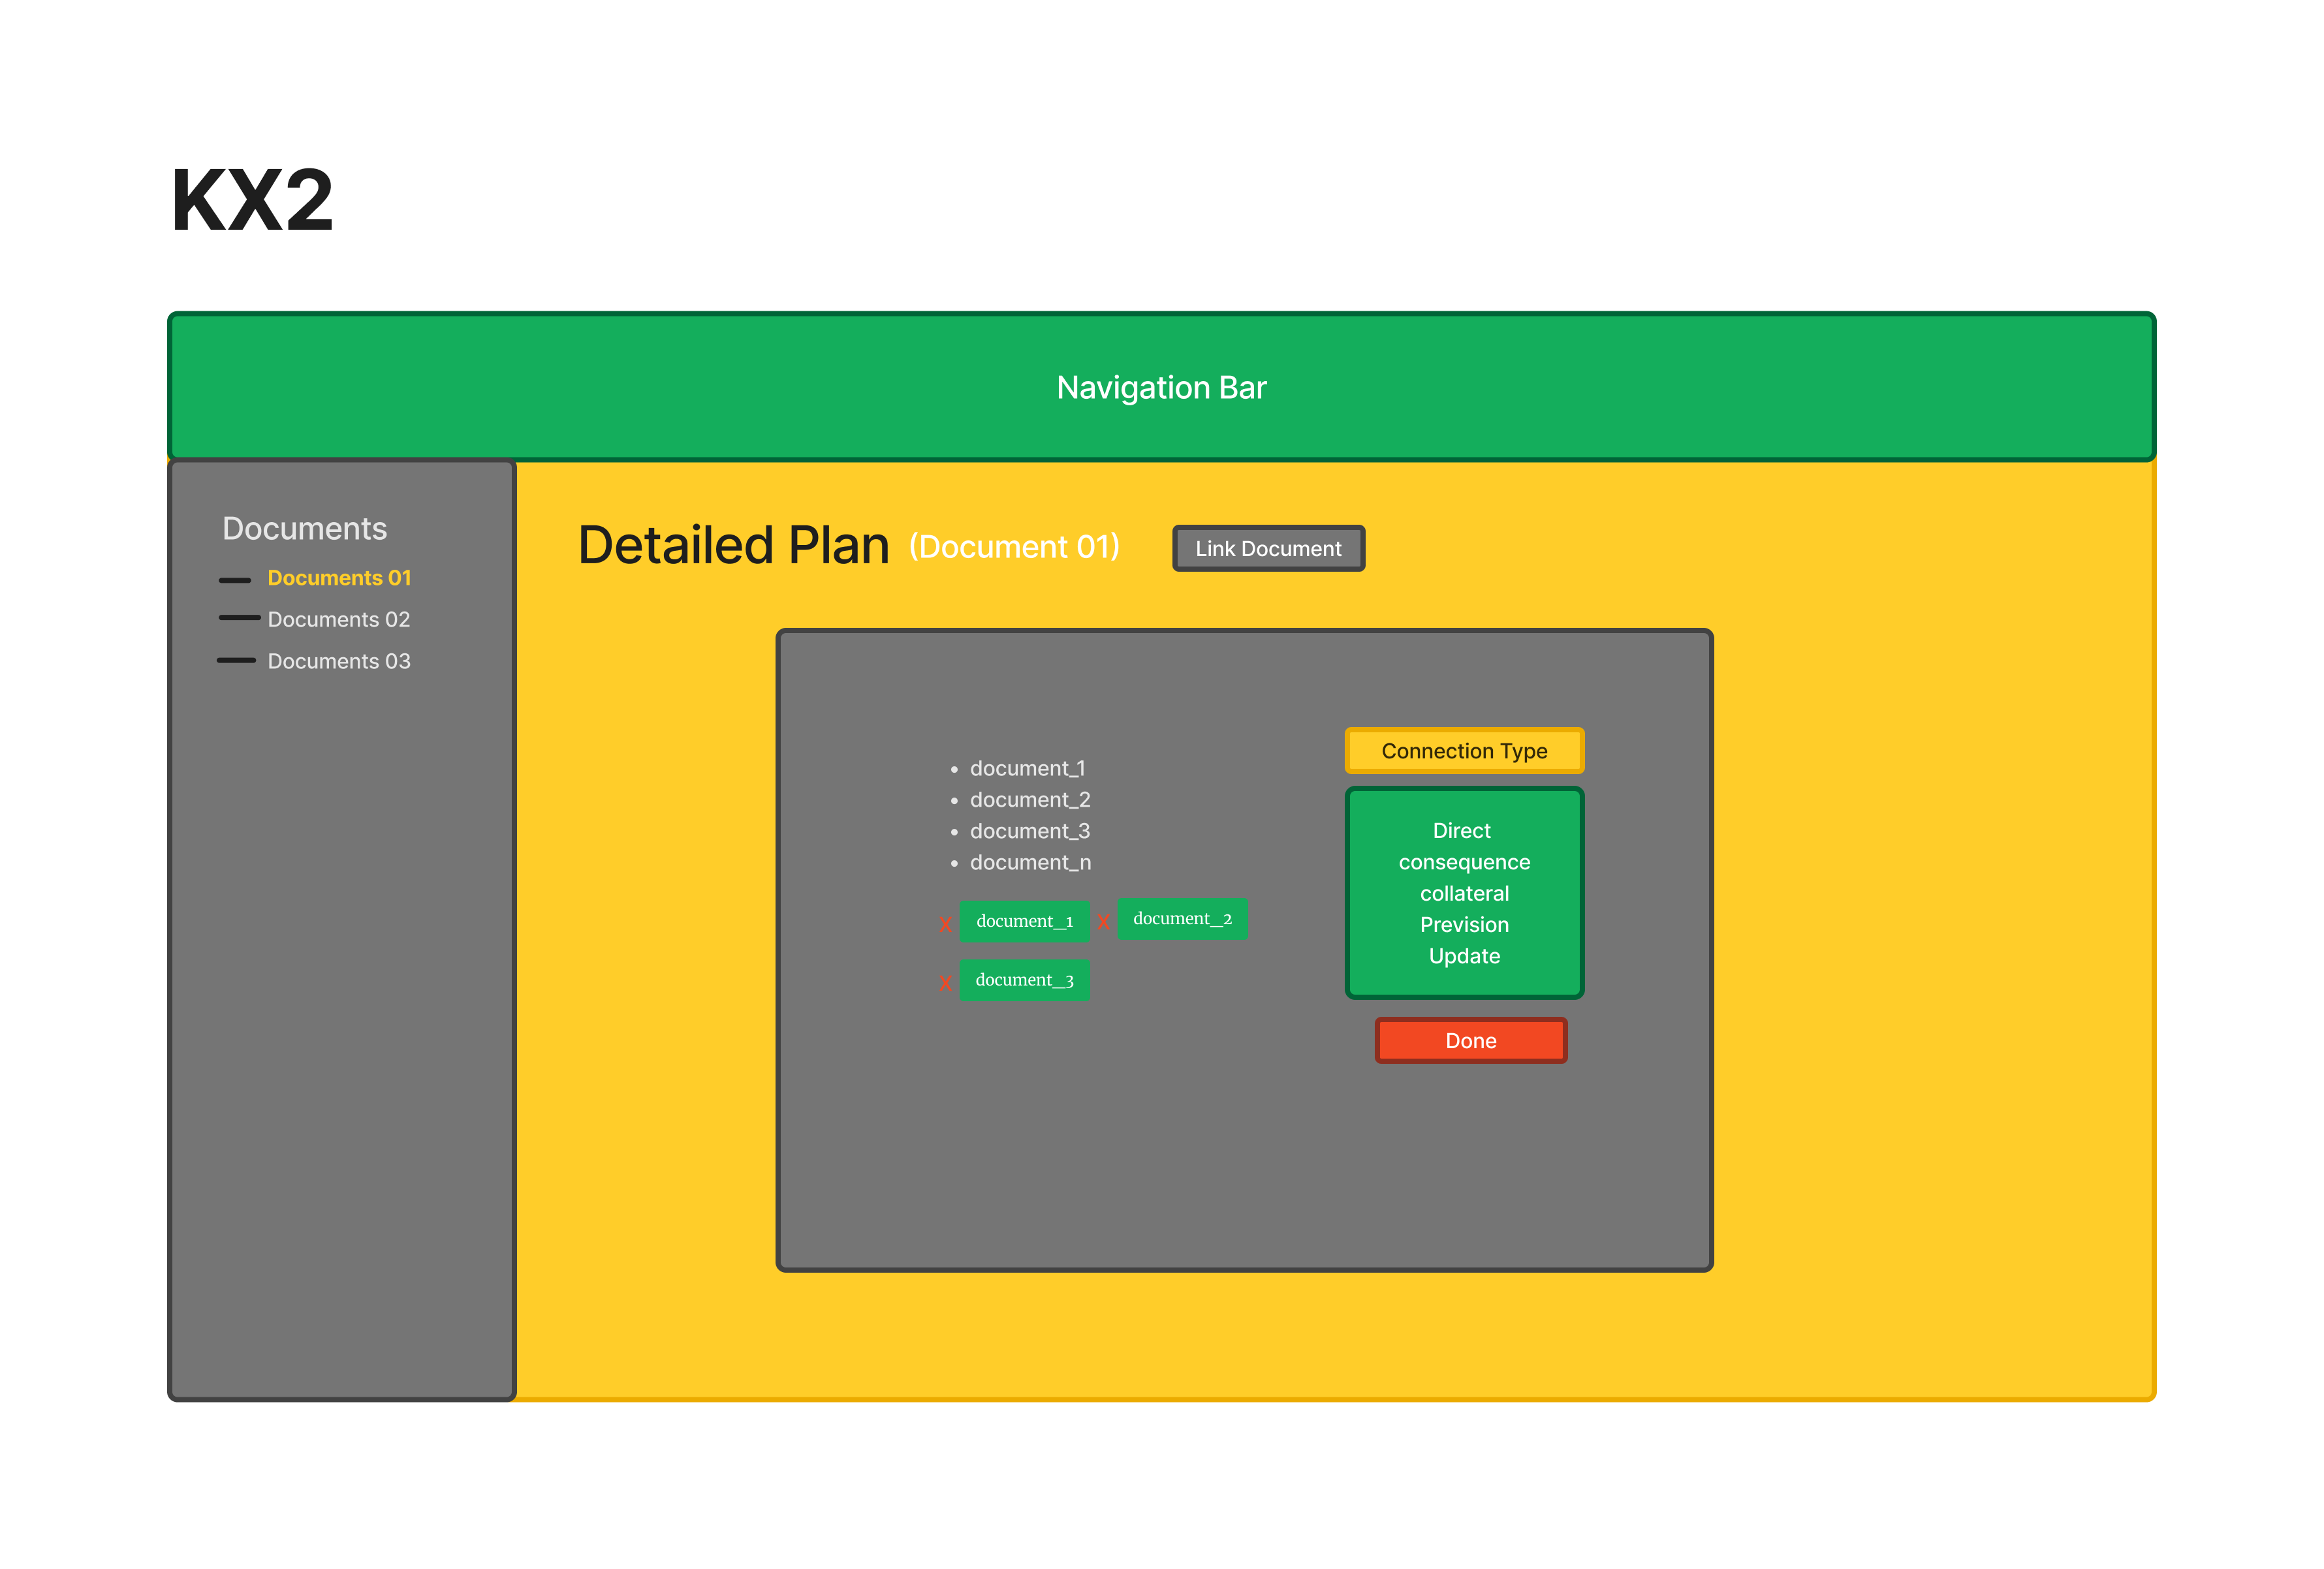 KX2
Navigation Bar
Documents
Documents 01
Documents 02
Documents 03
Detailed Plan (Document 01)
Link Document
• document_1
• document_2
• document_3
• document_n
x document_1 x document_2
x document_3
Connection Type
Direct
consequence
collateral
Prevision
Update
Done